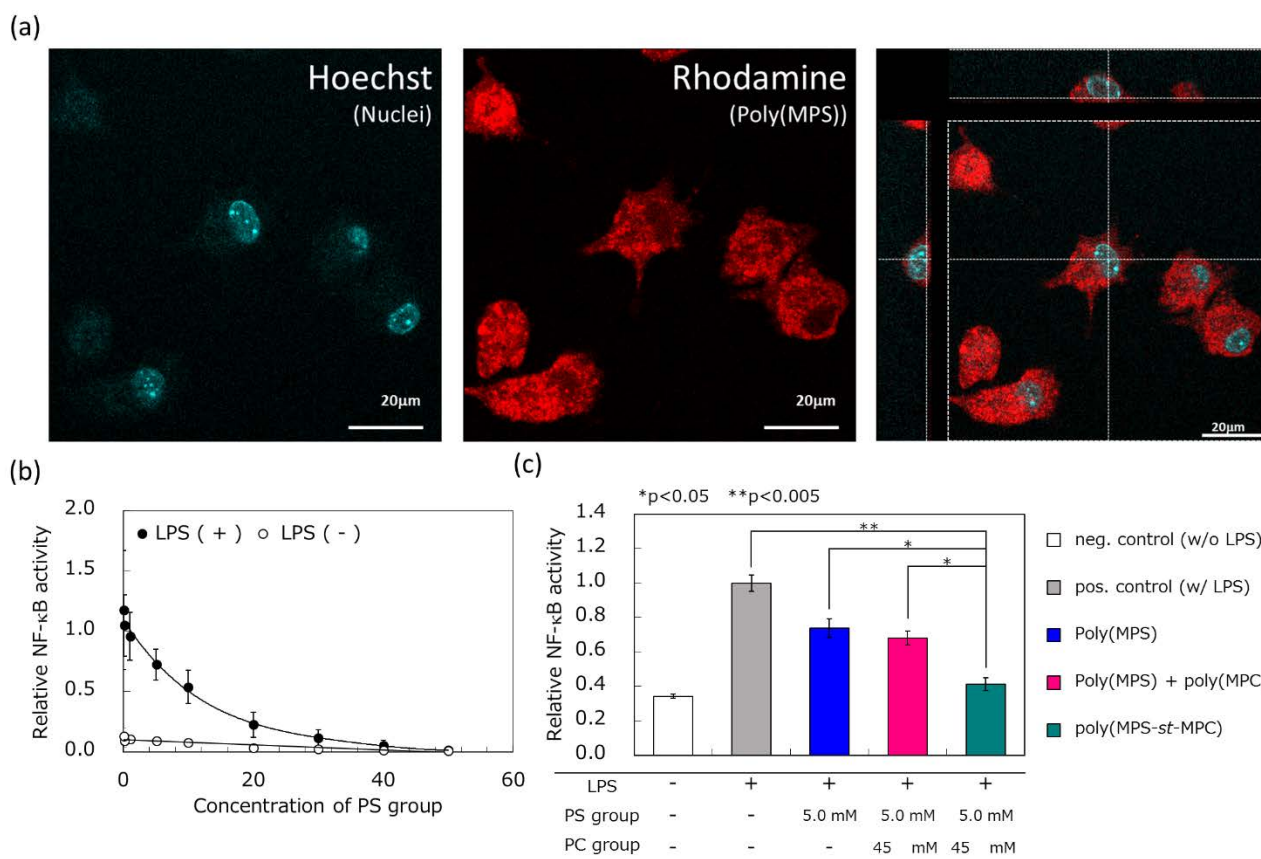 (a)
Hoechst
(Nuclei)
20μm
Rhodamine
(Poly(MPS))
20μm
20μm
(b)
Relative NF-κB activity
2.0
1.5
1.0
0.5
0.0
LPS ( + ) LPS ( - )
0 20 40 60
Concentration of PS group
(c)
*p<0.05 **p<0.005
Relative NF-κB activity
1.4
1.2
1.0
0.8
0.6
0.4
0.2
0.0
**
*
*
neg. control (w/o LPS)
pos. control (w/ LPS)
Poly(MPS)
Poly(MPS) + poly(MPC
poly(MPS-st-MPC)
LPS - + + + +
PS group - - 5.0 mM 5.0 mM 5.0 mM
PC group - - - 45 mM 45 mM